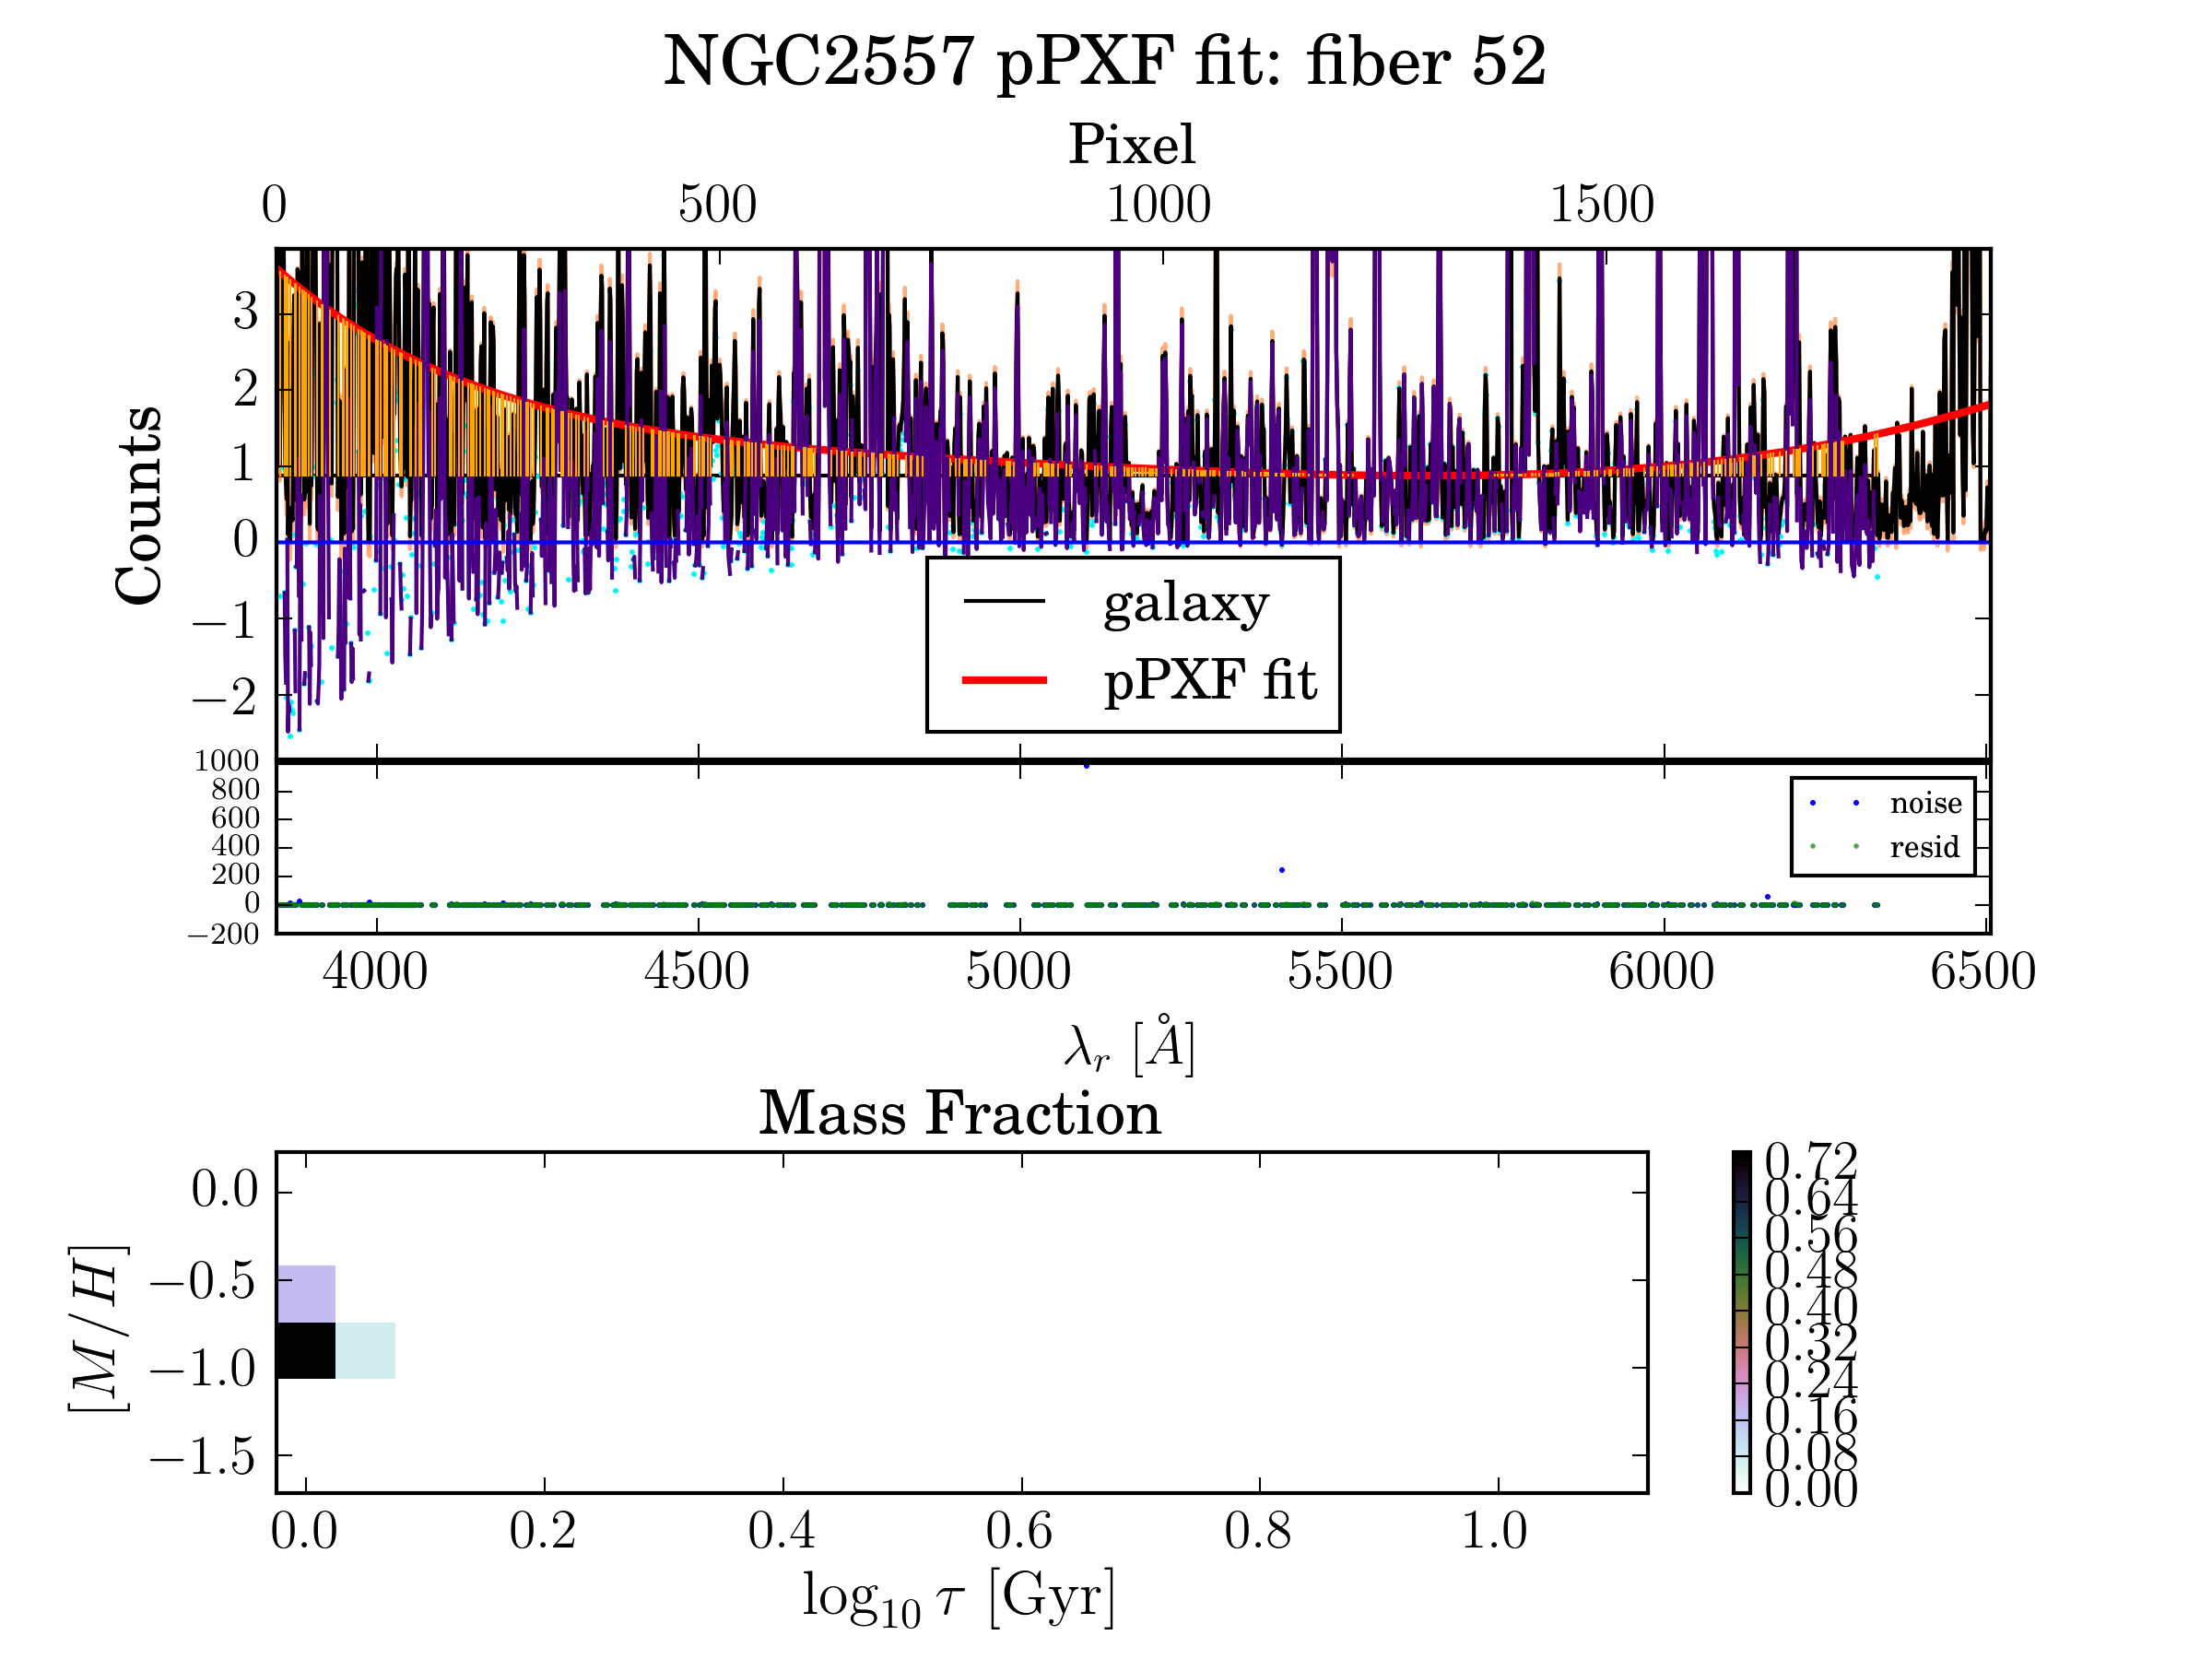 NGC2557 pPXF fit: fiber 52
Pixel
0 500 1000 1500
Counts
3
2
1
0
−1
−2
galaxy
pPXF fit
1000
800
600
400
200
0
−200
noise
resid
4000 4500 5000 5500 6000 6500
λr [Å]
Mass Fraction
[M/H]
0.0
−0.5
−1.0
−1.5
0.0 0.2 0.4 0.6 0.8 1.0
log10 τ [Gyr]
0.72
0.64
0.56
0.48
0.40
0.32
0.24
0.16
0.08
0.00